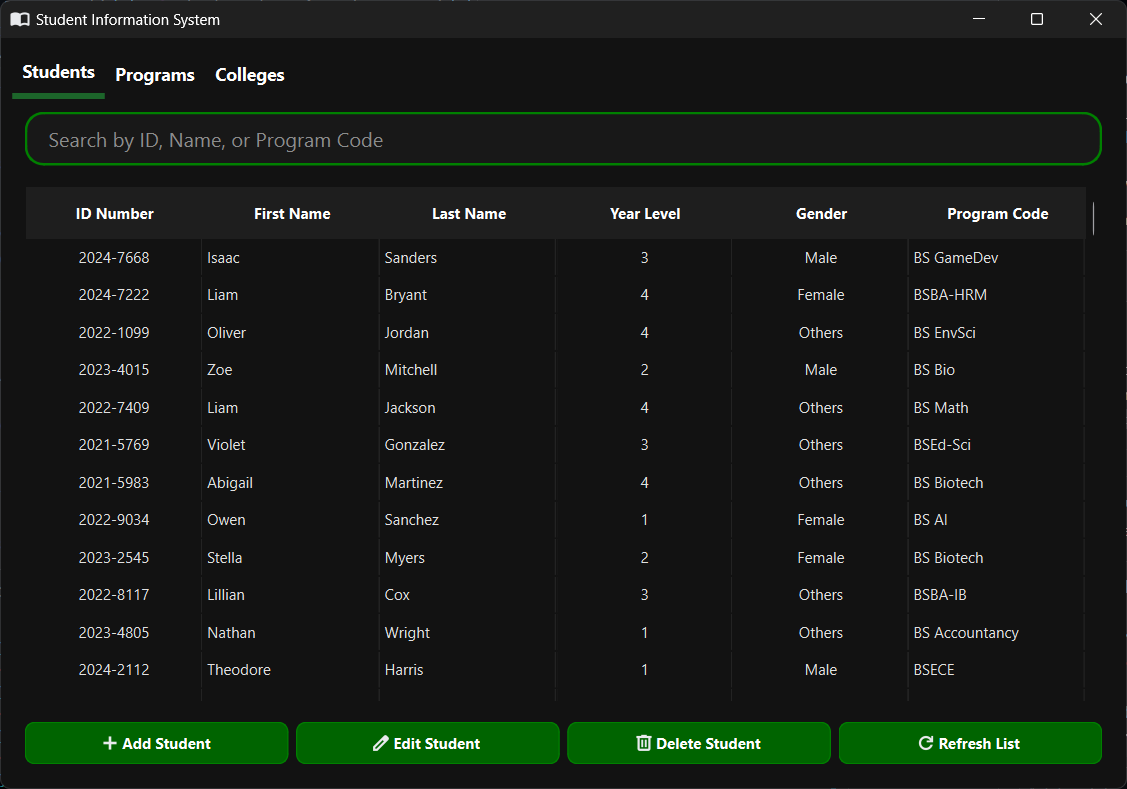 Student Information System
Students Programs Colleges
Search by ID, Name, or Program Code
ID Number First Name Last Name Year Level Gender Program Code
2024-7668 Isaac Sanders 3 Male BS GameDev
2024-7222 Liam Bryant 4 Female BSBA-HRM
2022-1099 Oliver Jordan 4 Others BS EnvSci
2023-4015 Zoe Mitchell 2 Male BS Bio
2022-7409 Liam Jackson 4 Others BS Math
2021-5769 Violet Gonzalez 3 Others BSEd-Sci
2021-5983 Abigail Martinez 4 Others BS Biotech
2022-9034 Owen Sanchez 1 Female BS AI
2023-2545 Stella Myers 2 Female BS Biotech
2022-8117 Lillian Cox 3 Others BSBA-IB
2023-4805 Nathan Wright 1 Others BS Accountancy
2024-2112 Theodore Harris 1 Male BSECE
Add Student Edit Student Delete Student Refresh List